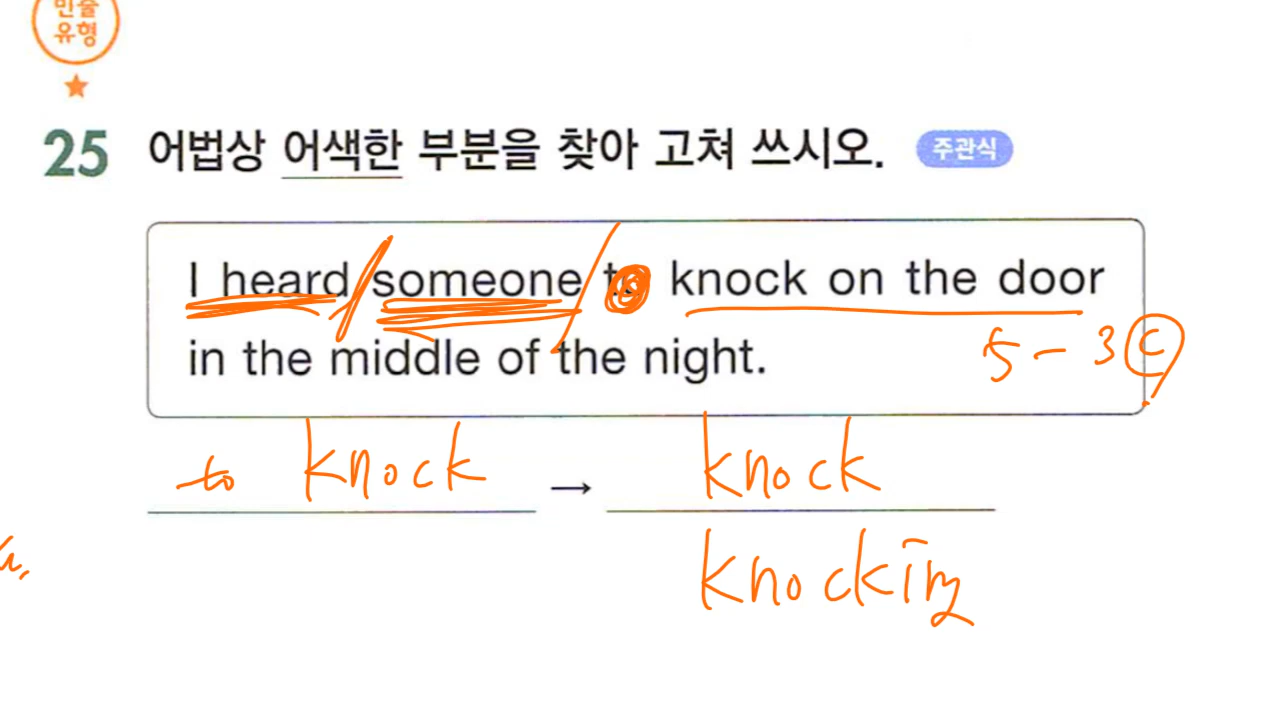 유형
25 어법상 어색한 부분을 찾아 고쳐 쓰시오. 주관식
I heard someone to knock on the door
in the middle of the night.
5-3 C
to knock → knock
knocking